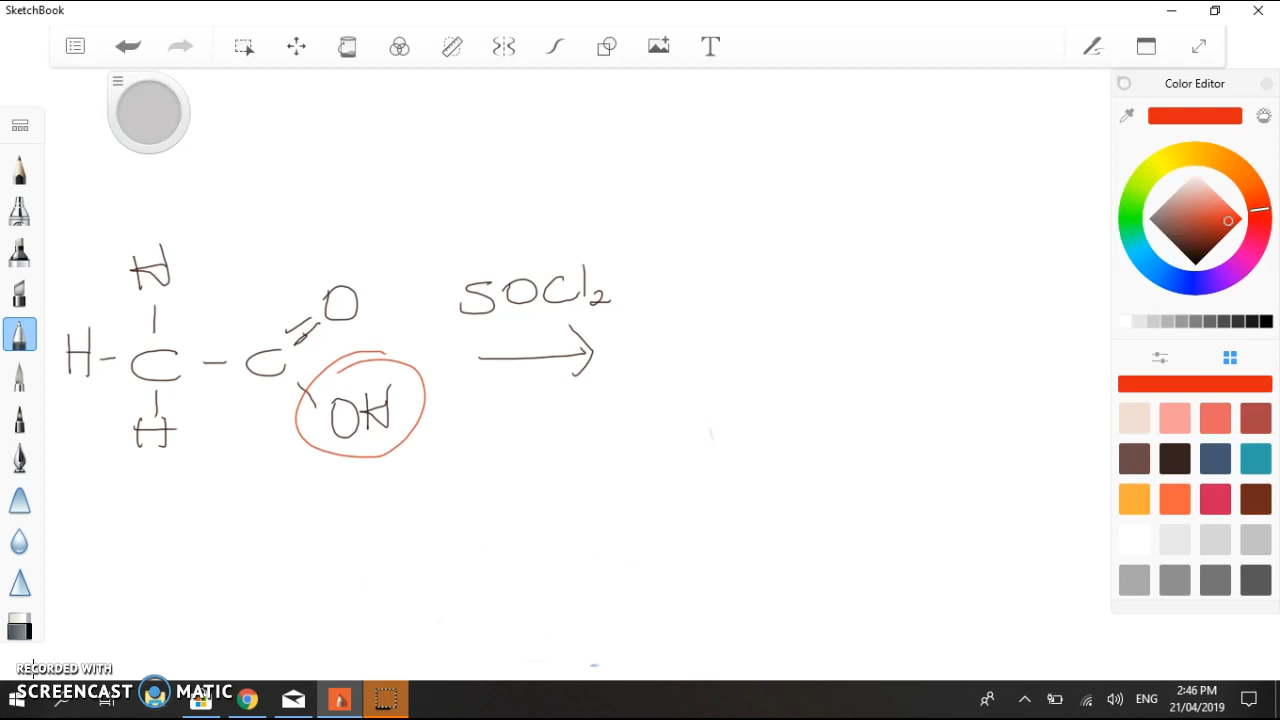 SketchBook
T
Color Editor
H
O
SOCl₂
H - C - C
OH
H
RECORDED WITH
SCREENCAST MATIC
ENG
2:46 PM
21/04/2019